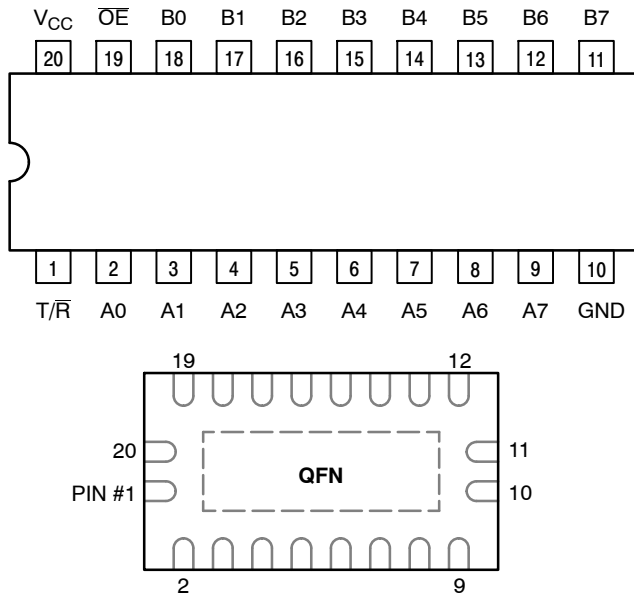 V_CC O̅E̅ B0 B1 B2 B3 B4 B5 B6 B7
20 19 18 17 16 15 14 13 12 11
1 2 3 4 5 6 7 8 9 10
T/R̅ A0 A1 A2 A3 A4 A5 A6 A7 GND
19 12
20 11
QFN
PIN #1 10
2 9